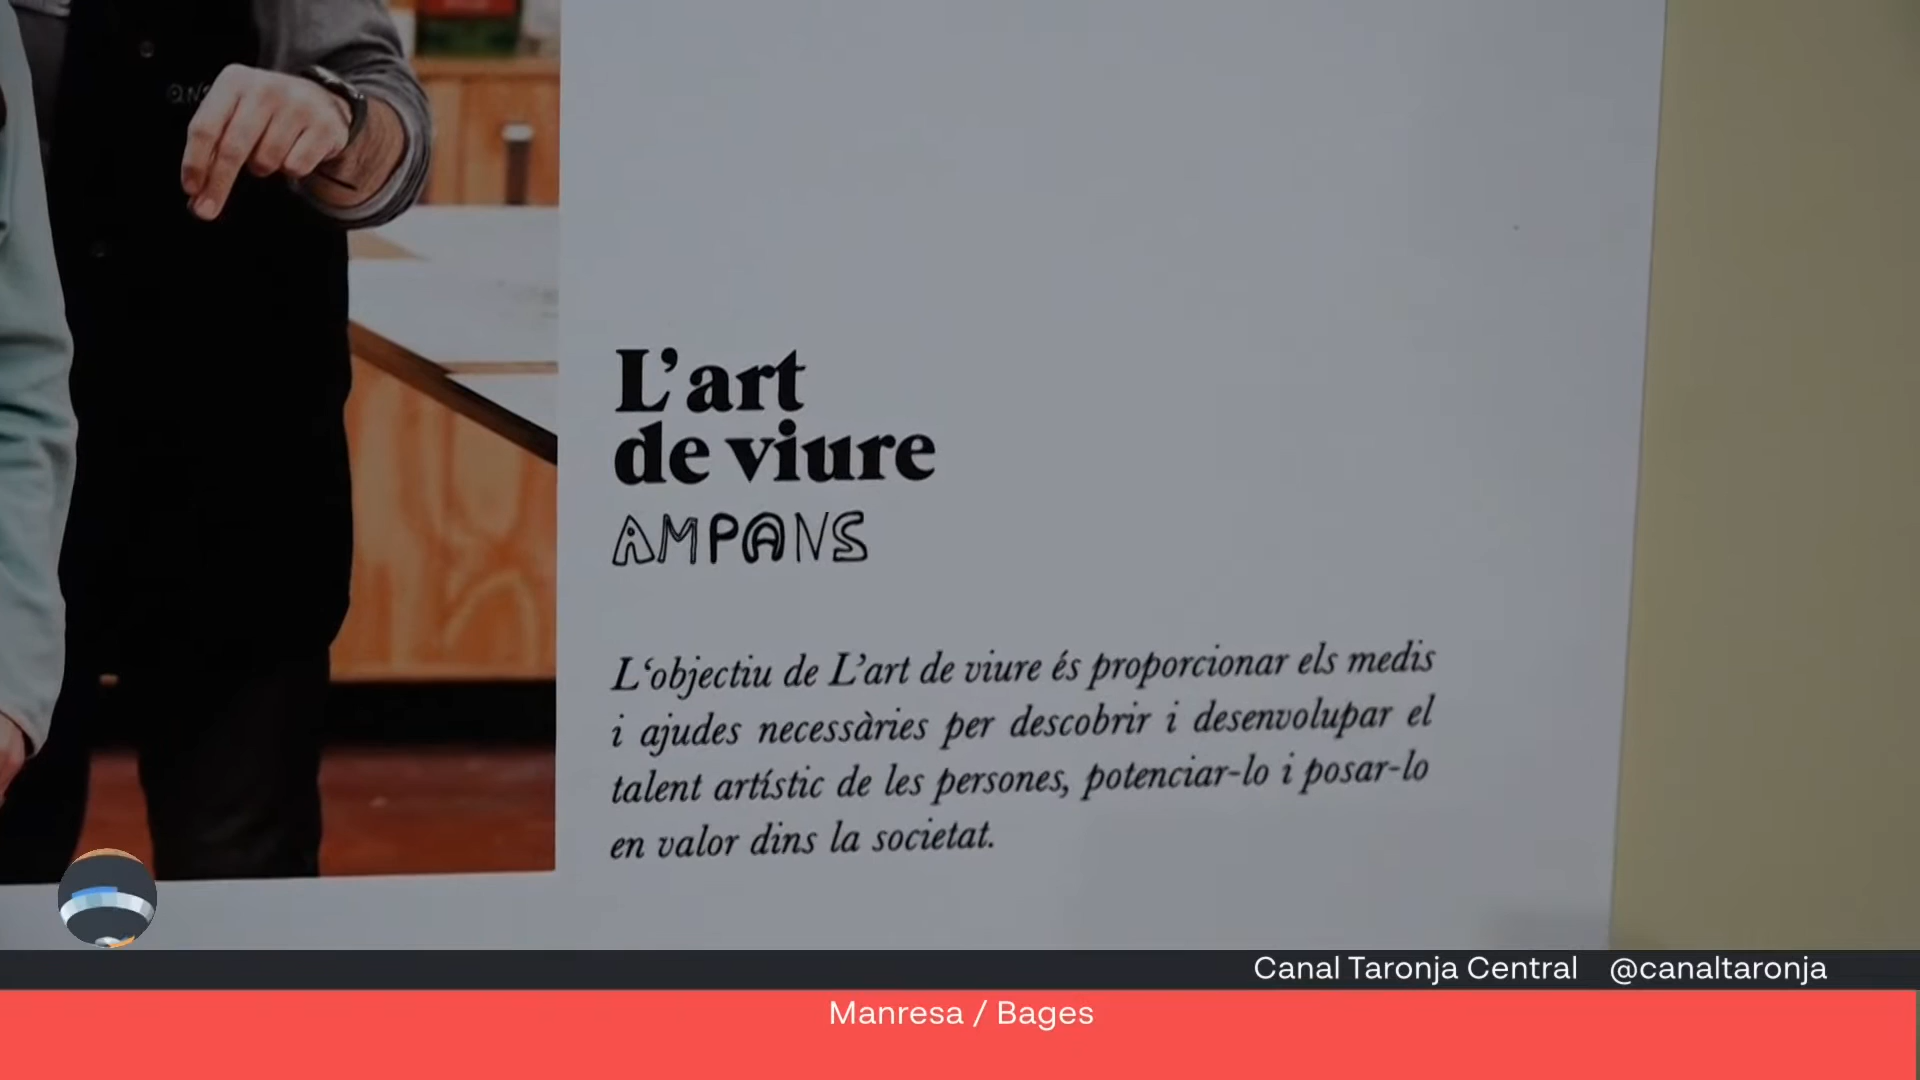 L'art
de viure
AMPANS
L‘objectiu de L’art de viure és proporcionar els medis
i ajudes necessàries per descobrir i desenvolupar el
talent artístic de les persones, potenciar-lo i posar-lo
en valor dins la societat.
Canal Taronja Central @canaltaronja
Manresa / Bages